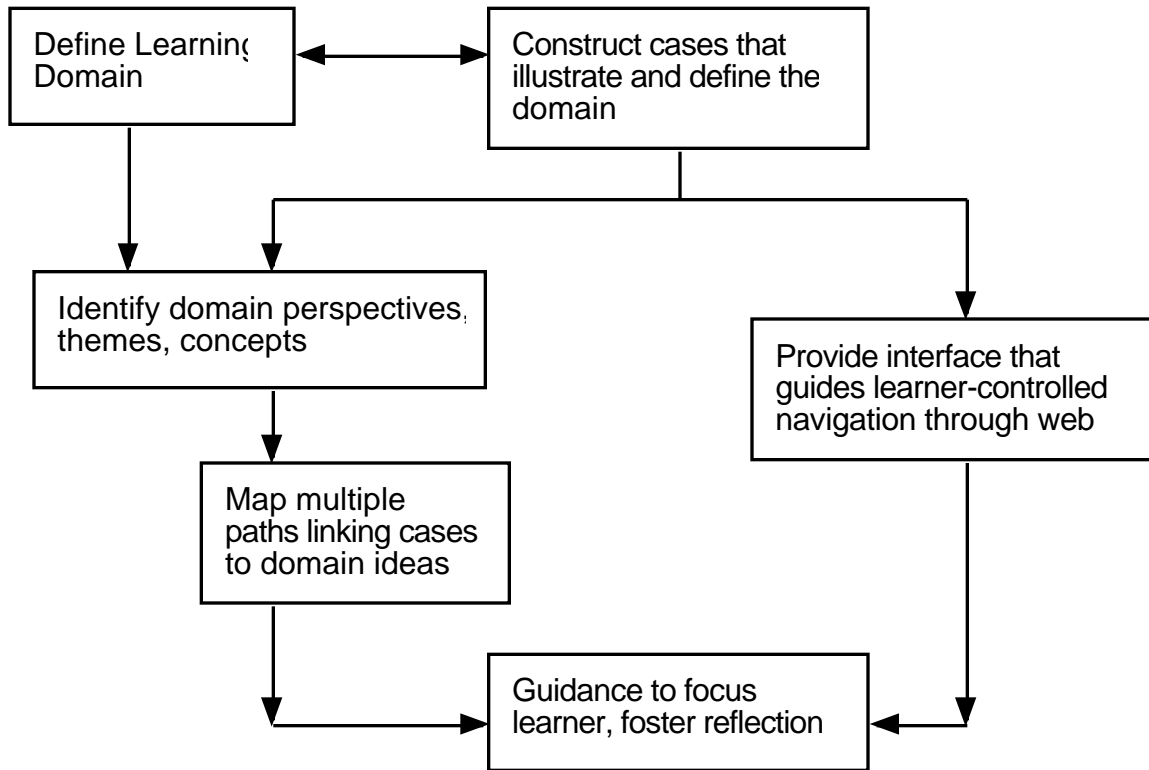 Define Learning
Domain
Construct cases that
illustrate and define the
domain
Identify domain perspectives,
themes, concepts
Provide interface that
guides learner-controlled
navigation through web
Map multiple
paths linking cases
to domain ideas
Guidance to focus
learner, foster reflection